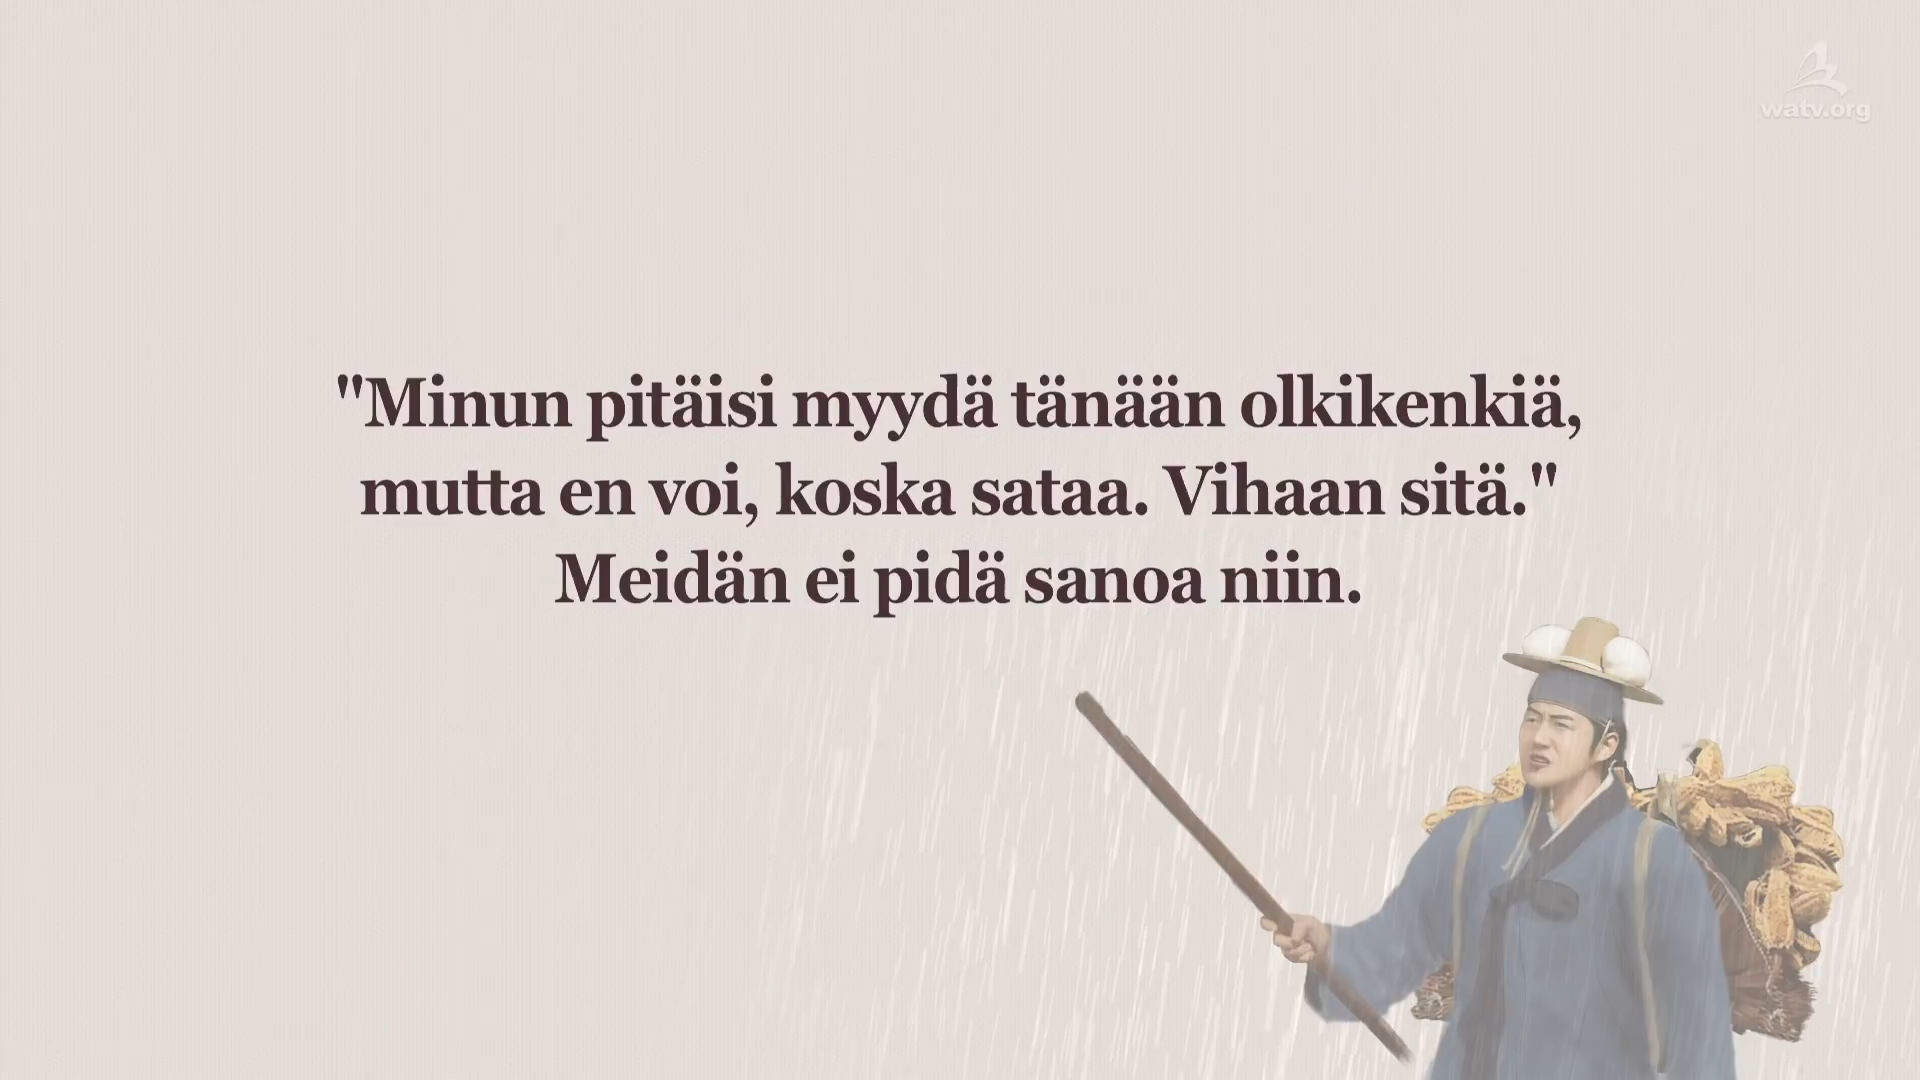 watv.org
"Minun pitäisi myydä tänään olkikenkiä,
mutta en voi, koska sataa. Vihaan sitä."
Meidän ei pidä sanoa niin.